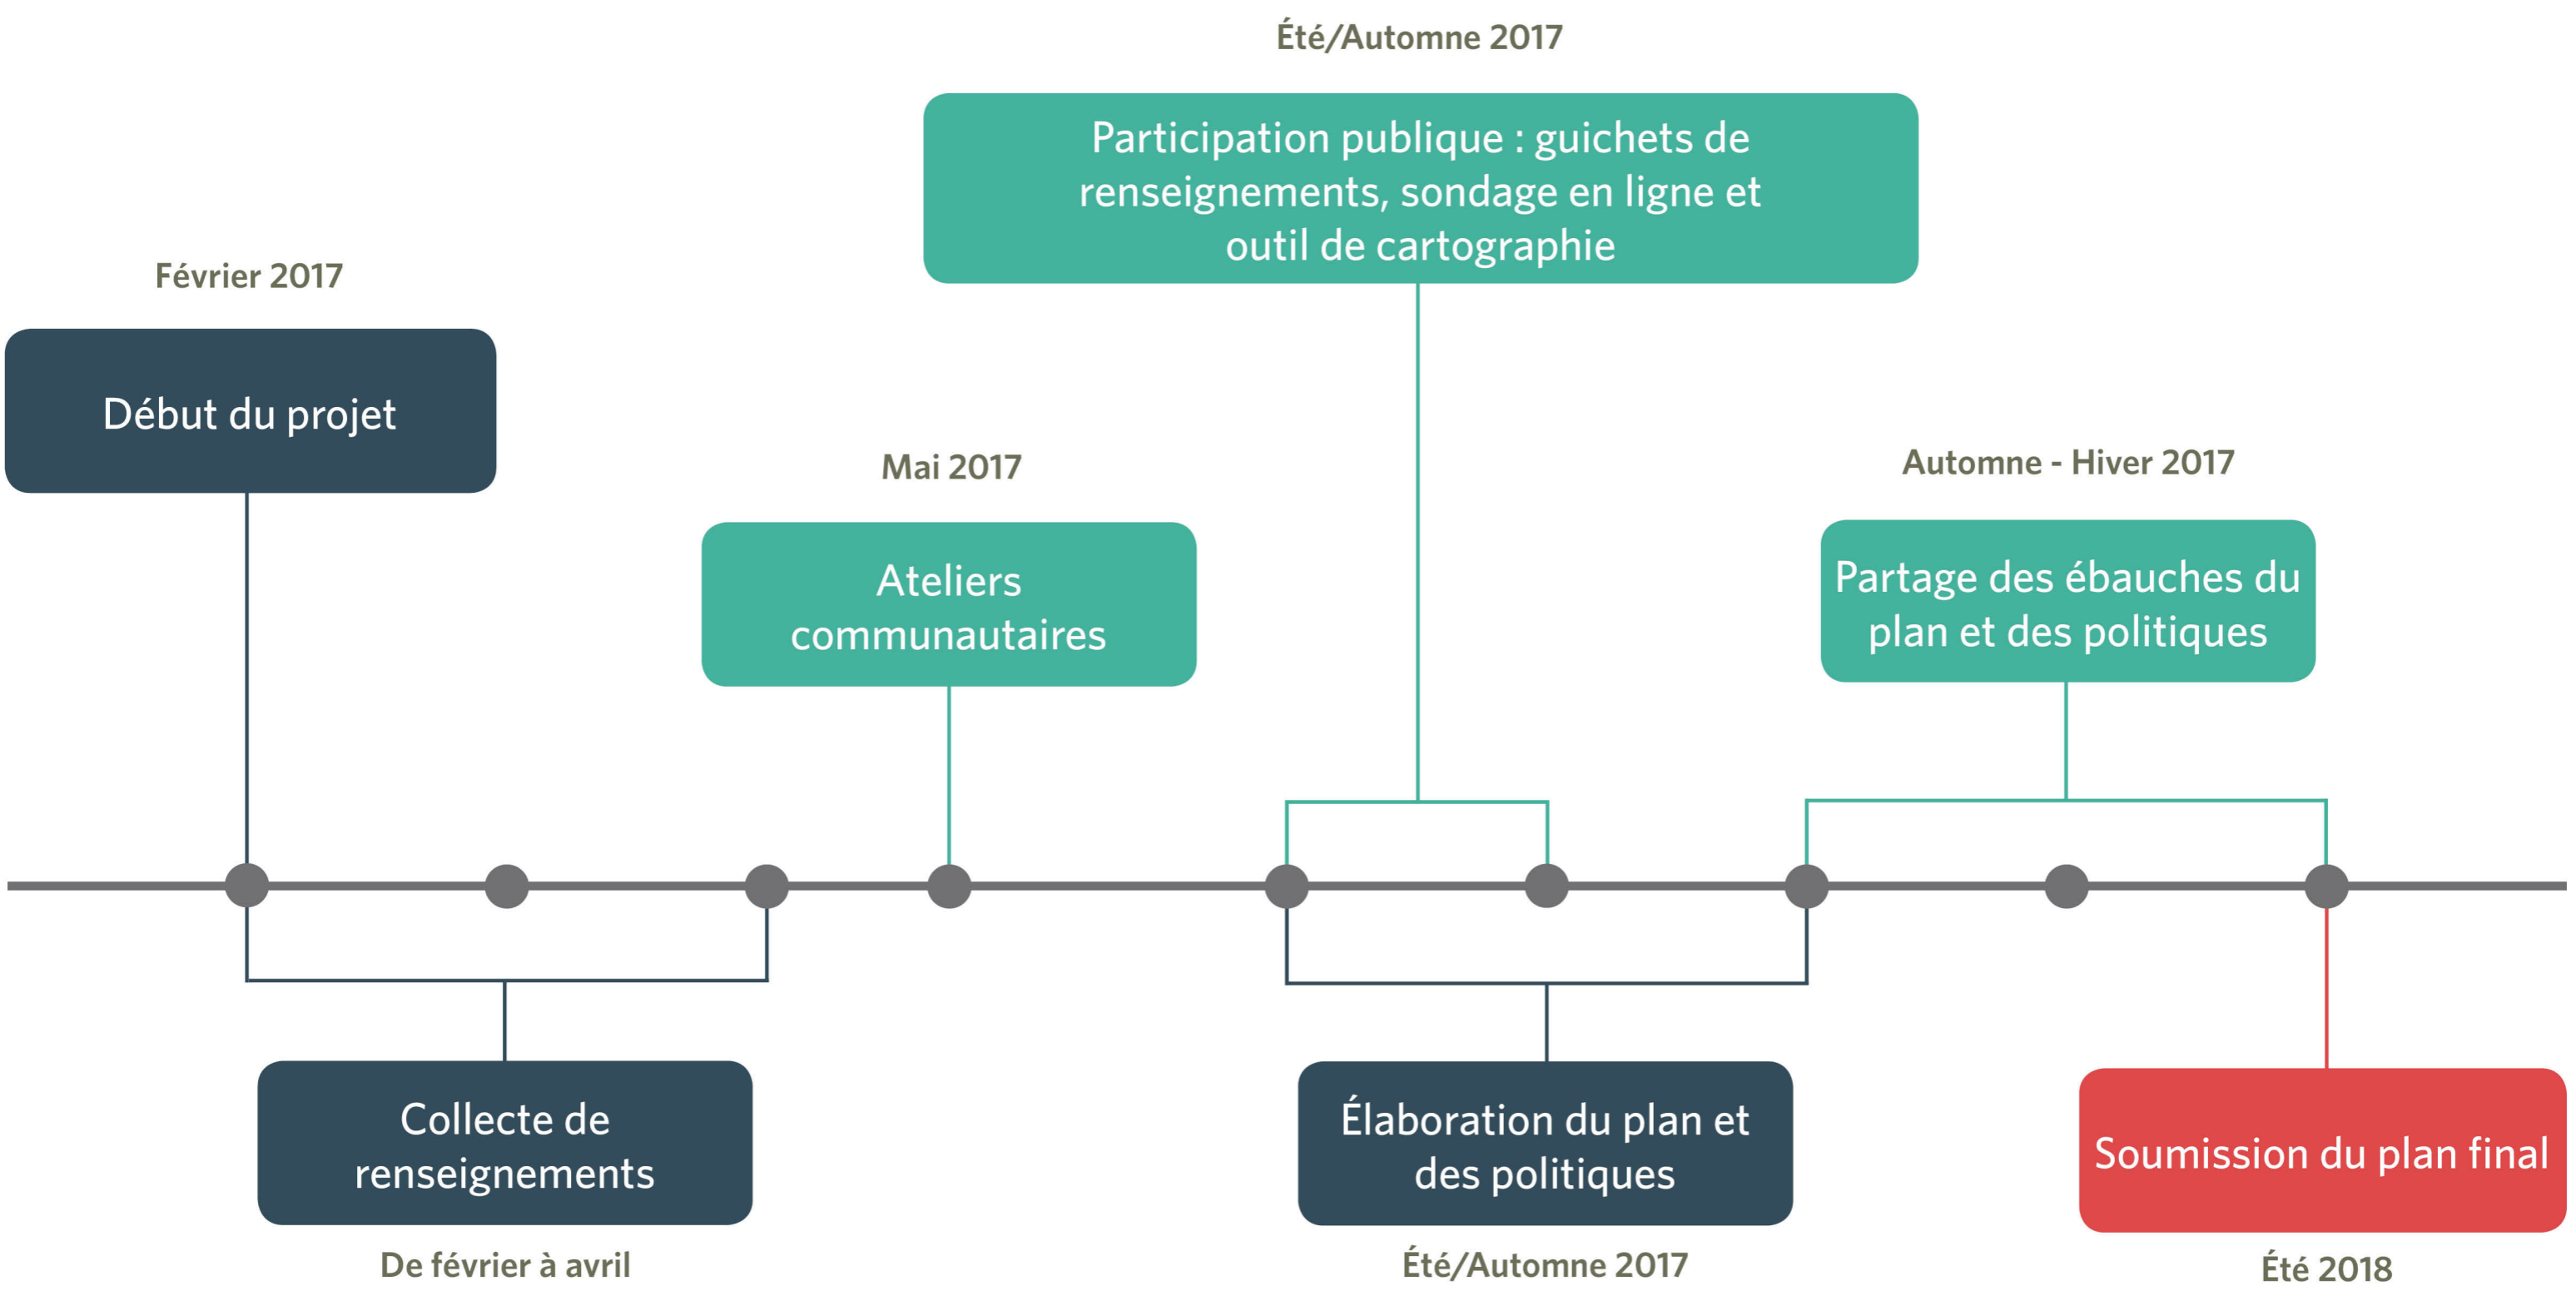 Février 2017
Début du projet
Collecte de
renseignements
De février à avril
Mai 2017
Ateliers
communautaires
Été/Automne 2017
Participation publique : guichets de
renseignements, sondage en ligne et
outil de cartographie
Élaboration du plan et
des politiques
Été/Automne 2017
Automne - Hiver 2017
Partage des ébauches du
plan et des politiques
Soumission du plan final
Été 2018